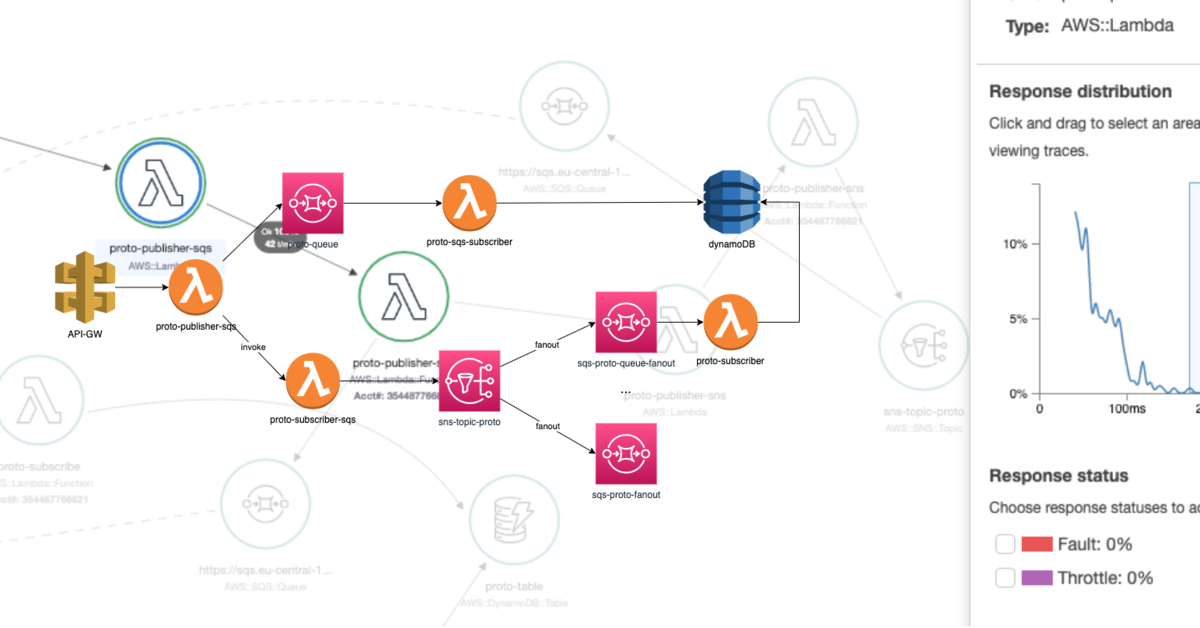 Type: AWS::Lambda
Response distribution
Click and drag to select an area
viewing traces.
10%
5%
0%
0
100ms
2
Response status
Choose response statuses to
Fault: 0%
Throttle: 0%
https://sqs.eu-central-1...
AWS::SQS::Queue
proto-publisher-sns
AWS::Lambda::Function
Acct#: 354487766821
proto-publisher-sqs
AWS::Lam
Ok
42 t/m
proto-queue
proto-sqs-subscriber
dynamoDB
API-GW
proto-publisher-sqs
invoke
proto-publisher-
AWS::Lambda::Fu
Acct#: 35448776
fanout
sqs-proto-queue-fanout
proto-subscriber
...
proto-publisher-sns
AWS::Lambda
sns-topic-proto
AWS::SNS::Topic
proto-subscriber-sqs
sns-topic-proto
fanout
sqs-proto-fanout
proto-subscribe
S::Lambda::Function
cct#: 354487766821
https://sqs.eu-central-1...
AWS::SQS::Queue
proto-table
AWS::DynamoDB::Table